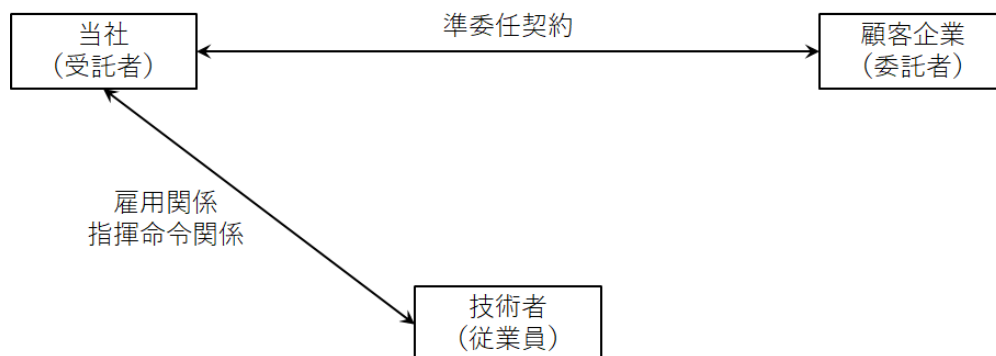 当社
（受託者）
準委任契約
顧客企業
（委託者）
雇用関係
指揮命令関係
技術者
（従業員）